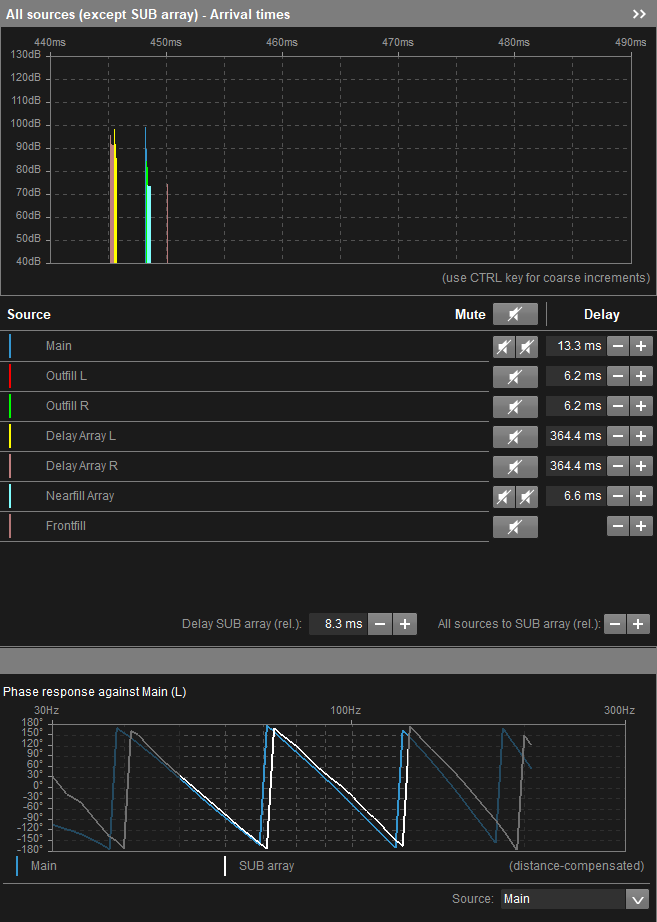 All sources (except SUB array) - Arrival times >>
440ms 450ms 460ms 470ms 480ms 490ms
130dB
120dB
110dB
100dB
90dB
80dB
70dB
60dB
50dB
40dB
(use CTRL key for coarse increments)
Source Mute Delay
Main 13.3 ms
Outfill L 6.2 ms
Outfill R 6.2 ms
Delay Array L 364.4 ms
Delay Array R 364.4 ms
Nearfill Array 6.6 ms
Frontfill
Delay SUB array (rel.): 8.3 ms All sources to SUB array (rel.):
Phase response against Main (L)
30Hz 100Hz 300Hz
180°
150°
120°
90°
60°
30°
0°
-30°
-60°
-90°
-120°
-150°
-180°
Main SUB array (distance-compensated)
Source: Main